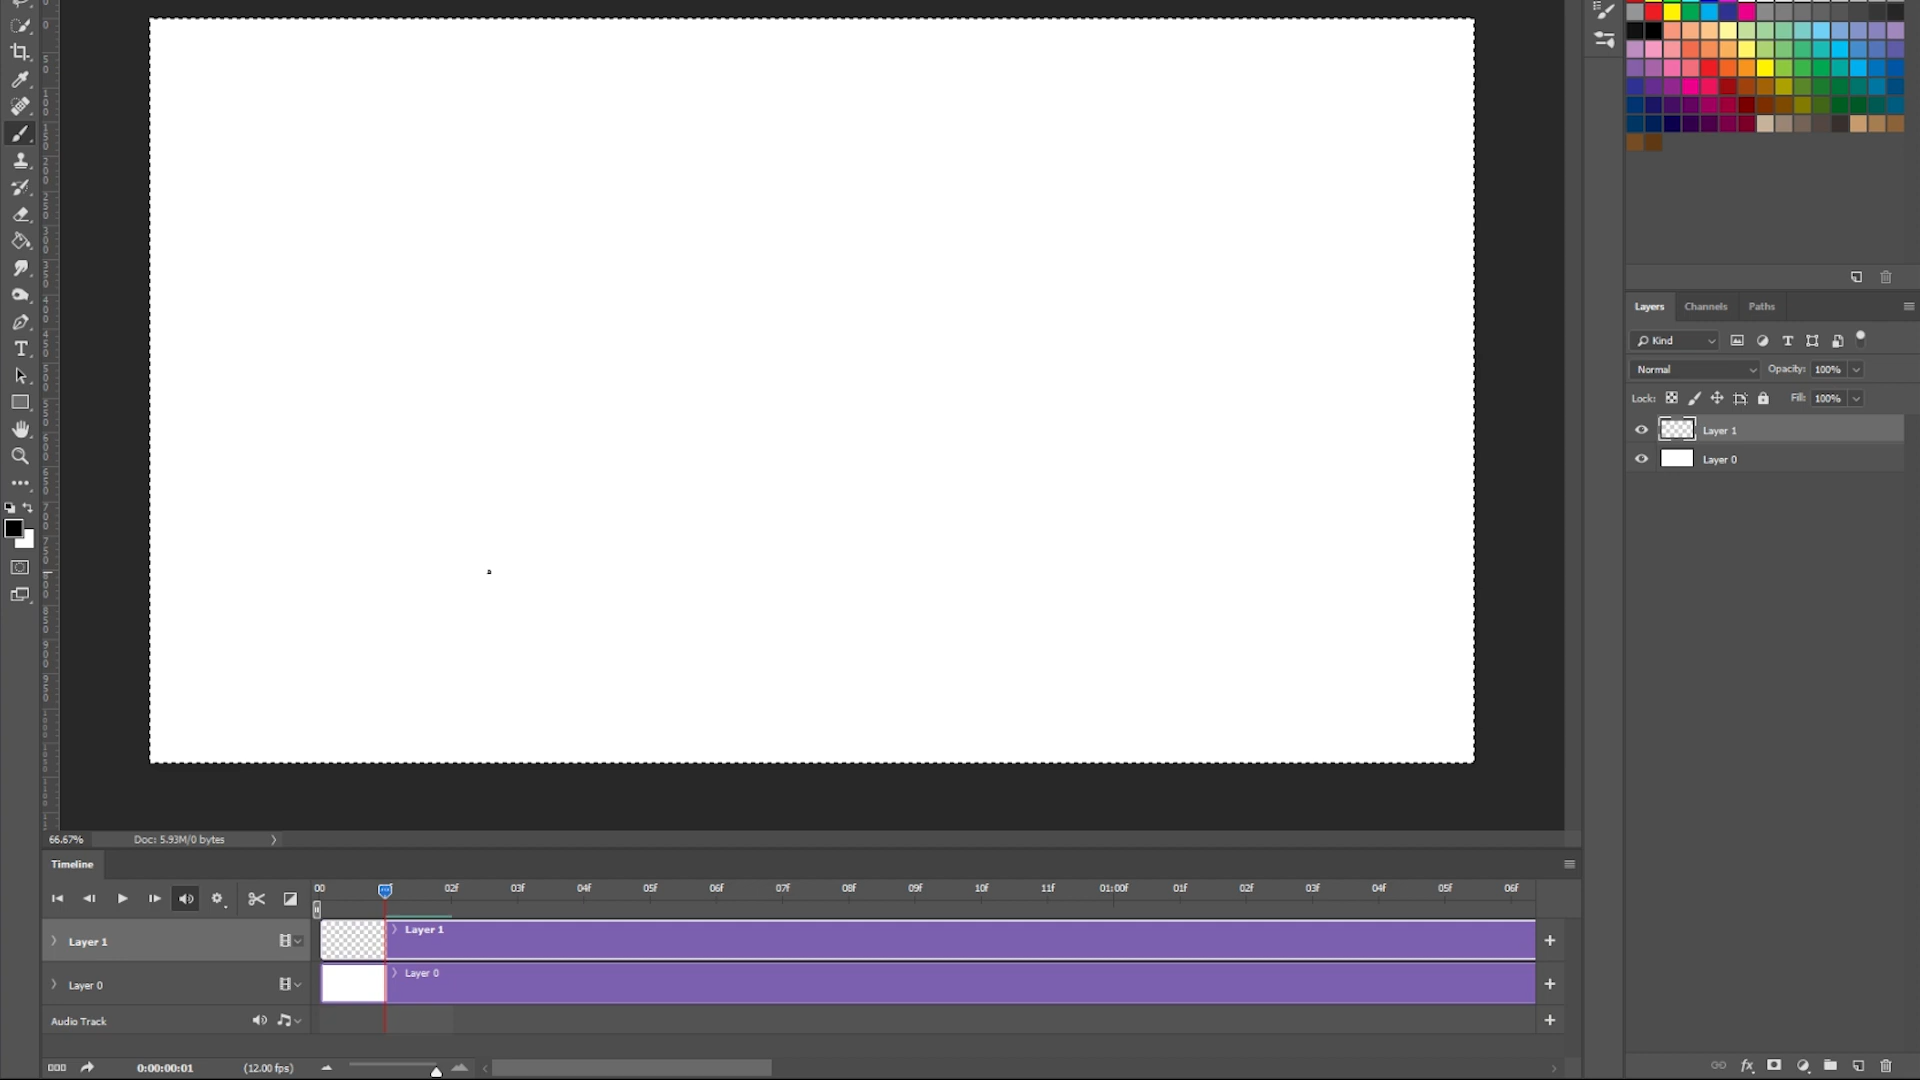 Layers Channels Paths
Kind
Normal Opacity: 100%
Lock: Fill: 100%
Layer 1
Layer 0
66.67% Doc: 5.93M/0 bytes
Timeline
00 02f 03f 04f 05f 06f 07f 08f 09f 10f 11f 01:00f 01f 02f 03f 04f 05f 06f
Layer 1 Layer 1
Layer 0 Layer 0
Audio Track
0:00:00:01 (12.00 fps)